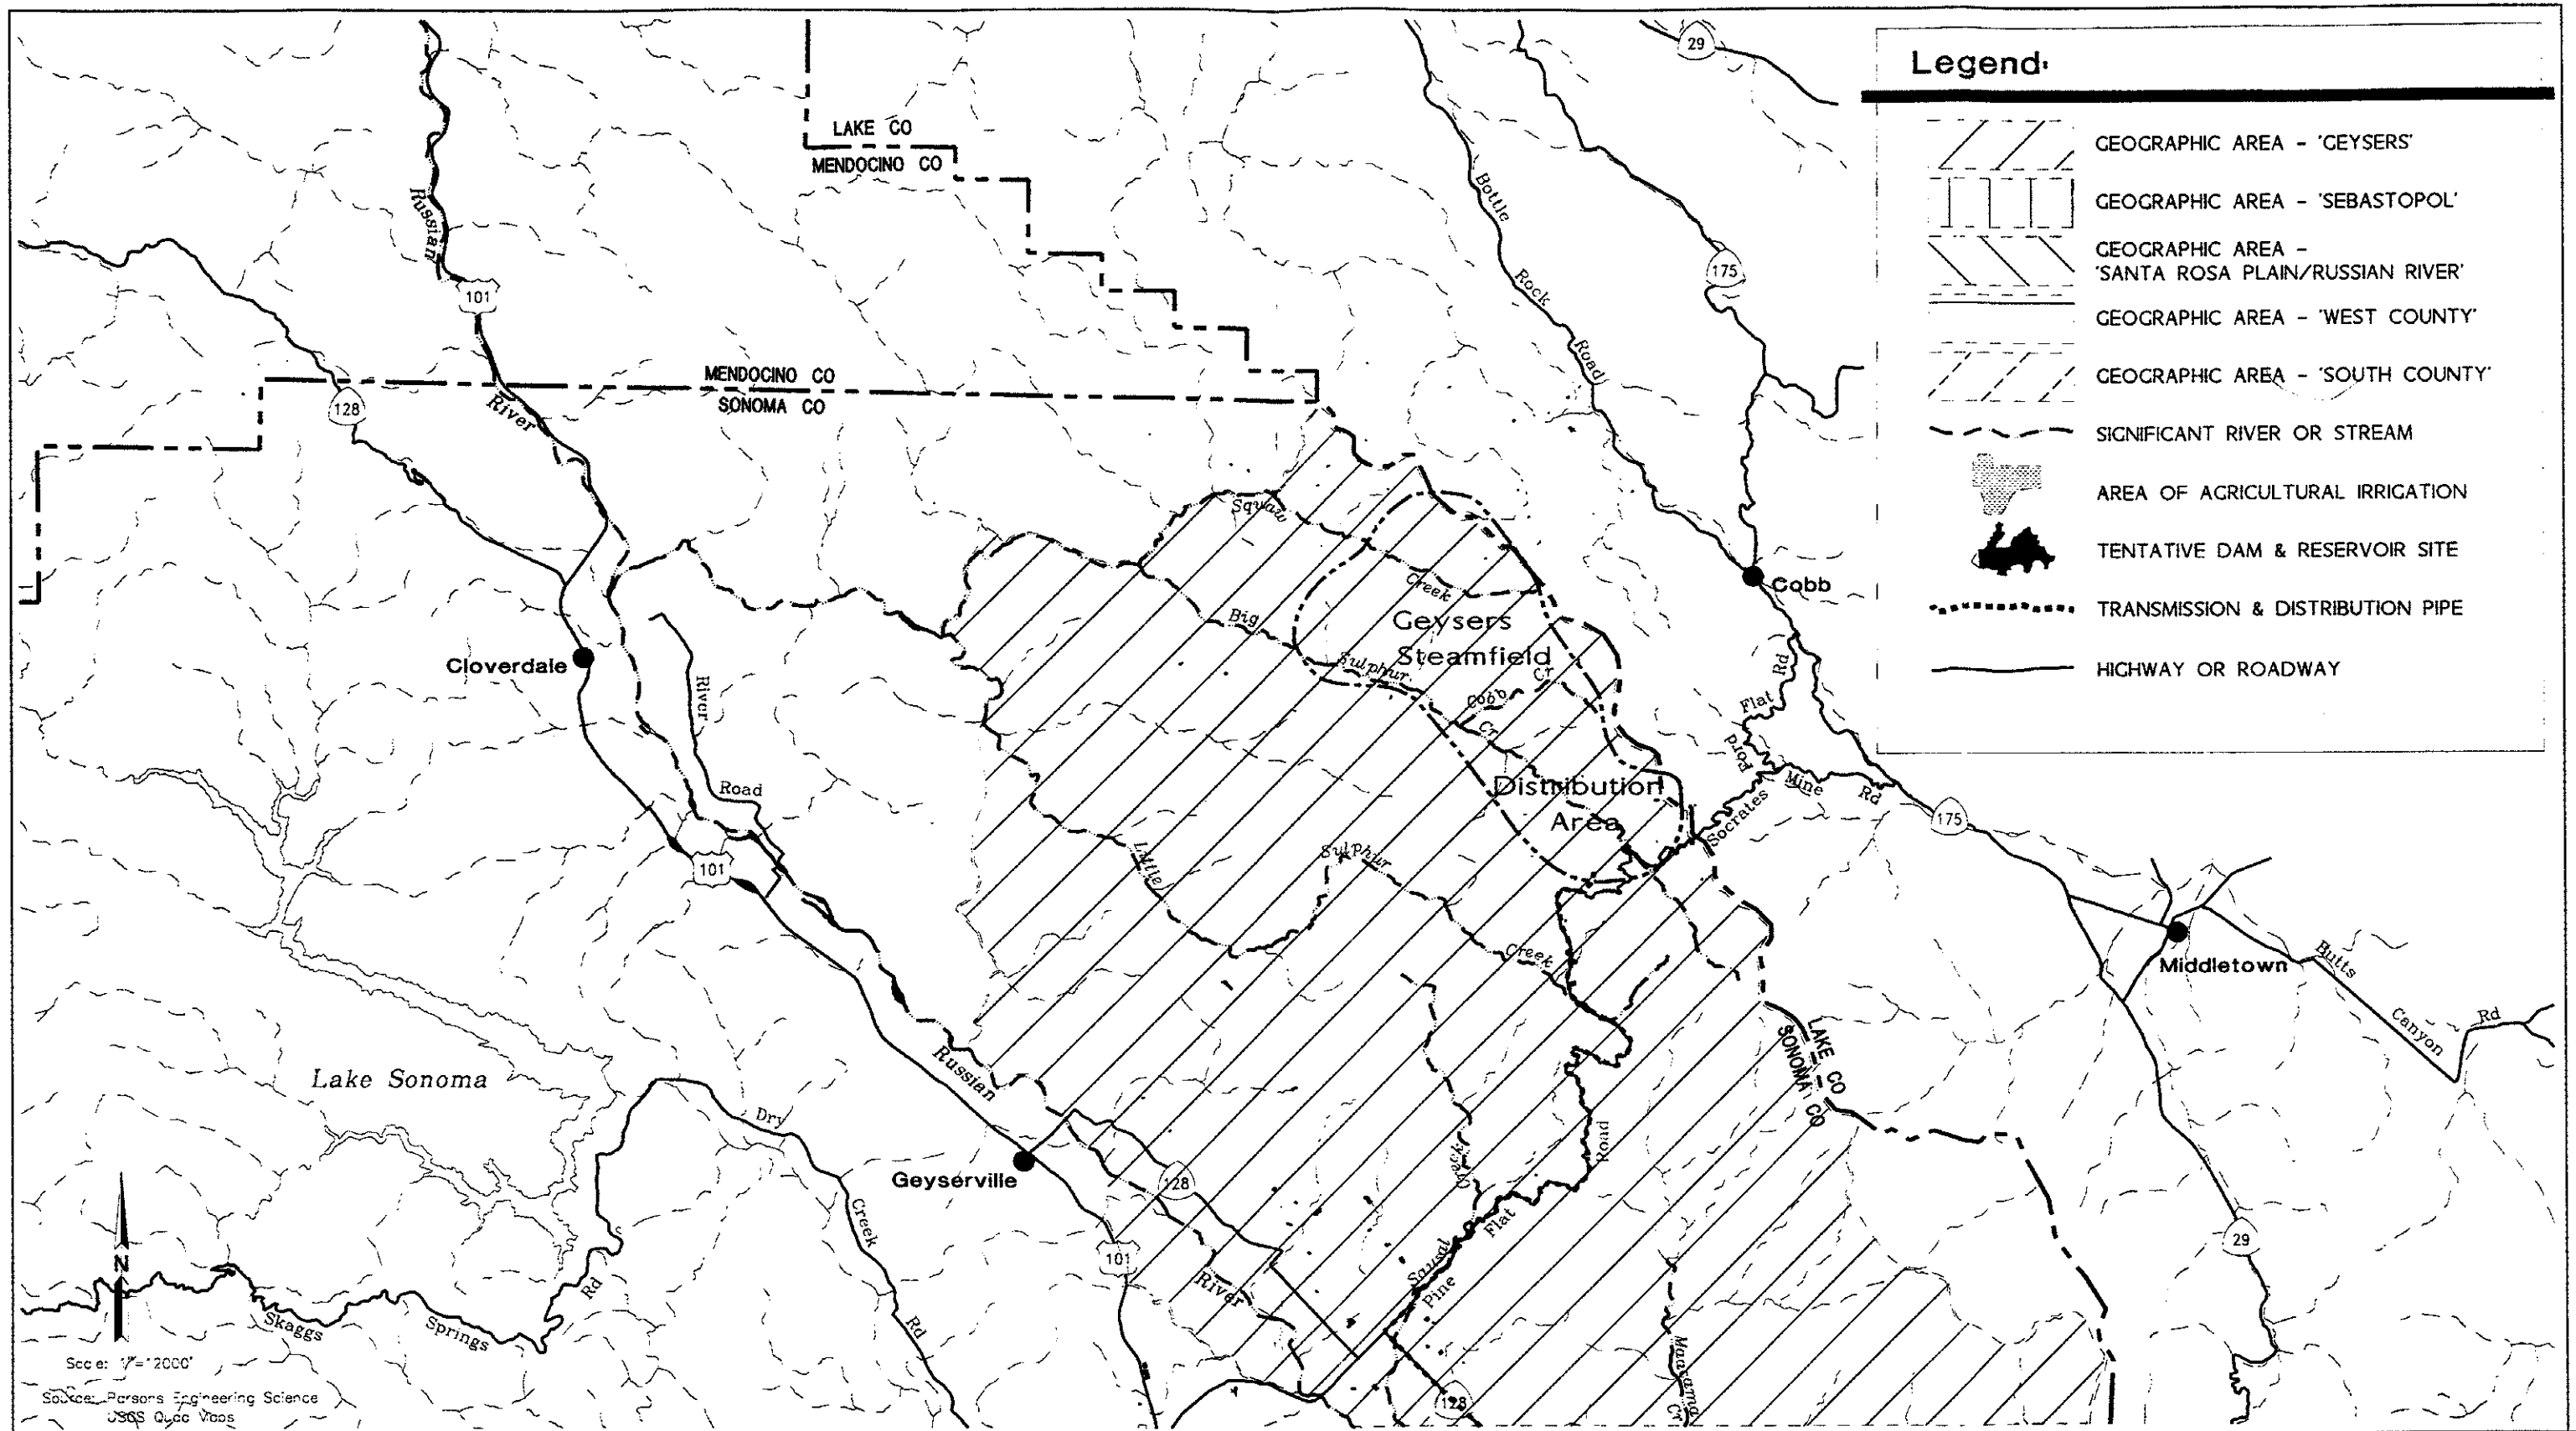 Legend:
GEOGRAPHIC AREA - 'GEYSERS'
GEOGRAPHIC AREA - 'SEBASTOPOL'
GEOGRAPHIC AREA -
'SANTA ROSA PLAIN/RUSSIAN RIVER'
GEOGRAPHIC AREA - 'WEST COUNTY'
GEOGRAPHIC AREA - 'SOUTH COUNTY'
SIGNIFICANT RIVER OR STREAM
AREA OF AGRICULTURAL IRRIGATION
TENTATIVE DAM & RESERVOIR SITE
TRANSMISSION & DISTRIBUTION PIPE
HIGHWAY OR ROADWAY
29
LAKE CO
MENDOCINO CO
Russian
101
175
Bottle
Rock
Road
MENDOCINO CO
SONOMA CO
128
River
Squaw
Creek
Cobb
Geysers
Steamfield
Big
Sulphur
Cobb
Cr
Cr
Cloverdale
River
Road
Flat
Rd
Ford
Distribution
Area
Socrates
Mine
Rd
175
101
Little
Sulphur
Creek
Middletown
Butts
Canyon
Rd
LAKE CO
SONOMA CO
Lake Sonoma
Russian
Dry
Creek
Rd
Geyserville
128
101
River
Road
Flat
Sausal
Pine
29
N
Skaggs
Springs
Rd
Maacama
Cr
128
Source: Parsons Engineering Science